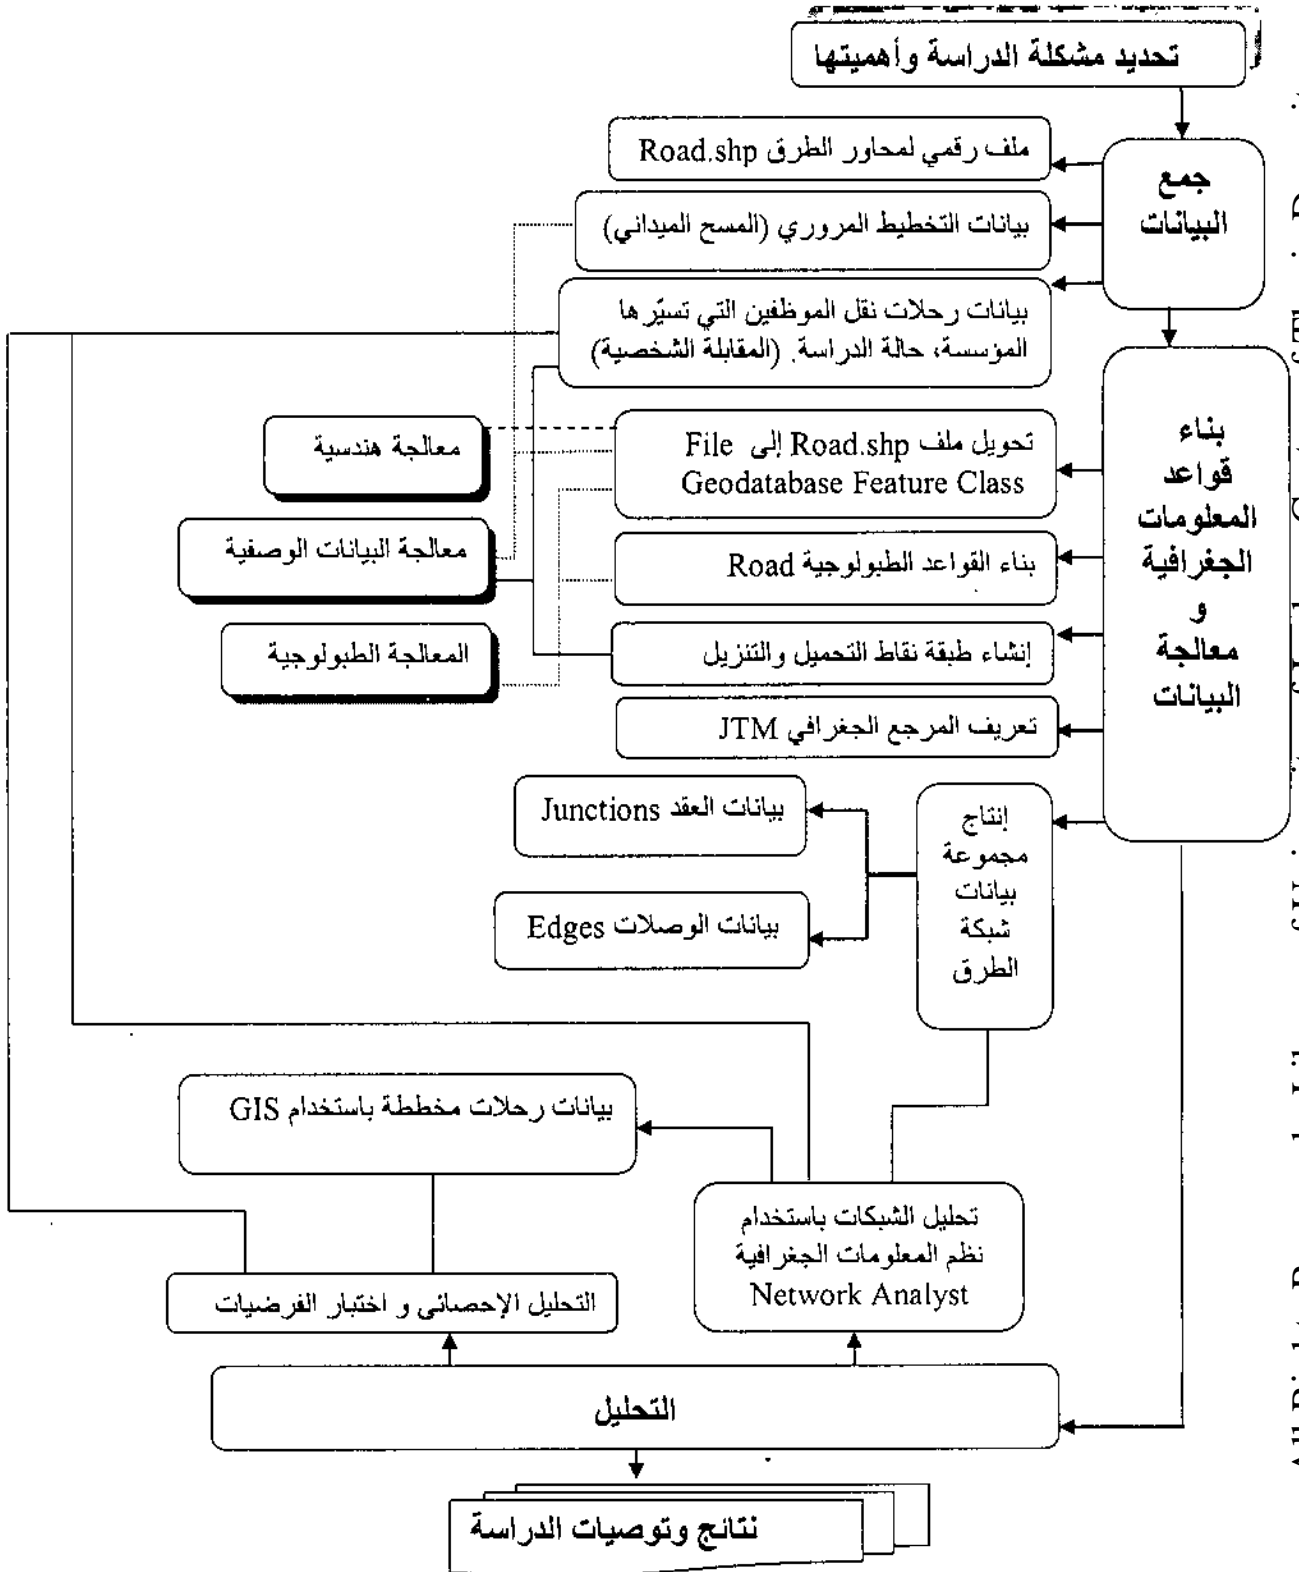 تحديد مشكلة الدراسة وأهميتها
جمع
البيانات
ملف رقمي لمحاور الطرق Road.shp
بيانات التخطيط المروري (المسح الميداني)
بيانات رحلات نقل الموظفين التي تسيّرها
المؤسسة، حالة الدراسة. (المقابلة الشخصية)
بناء
قواعد
المعلومات
الجغرافية
و
معالجة
البيانات
تحويل ملف Road.shp إلى File
Geodatabase Feature Class
بناء القواعد الطبولوجية Road
إنشاء طبقة نقاط التحميل والتنزيل
تعريف المرجع الجغرافي JTM
معالجة هندسية
معالجة البيانات الوصفية
المعالجة الطبولوجية
إنتاج
مجموعة
بيانات
شبكة
الطرق
بيانات العقد Junctions
بيانات الوصلات Edges
بيانات رحلات مخططة باستخدام GIS
تحليل الشبكات باستخدام
نظم المعلومات الجغرافية
Network Analyst
التحليل الإحصائي و اختبار الفرضيات
التحليل
نتائج وتوصيات الدراسة